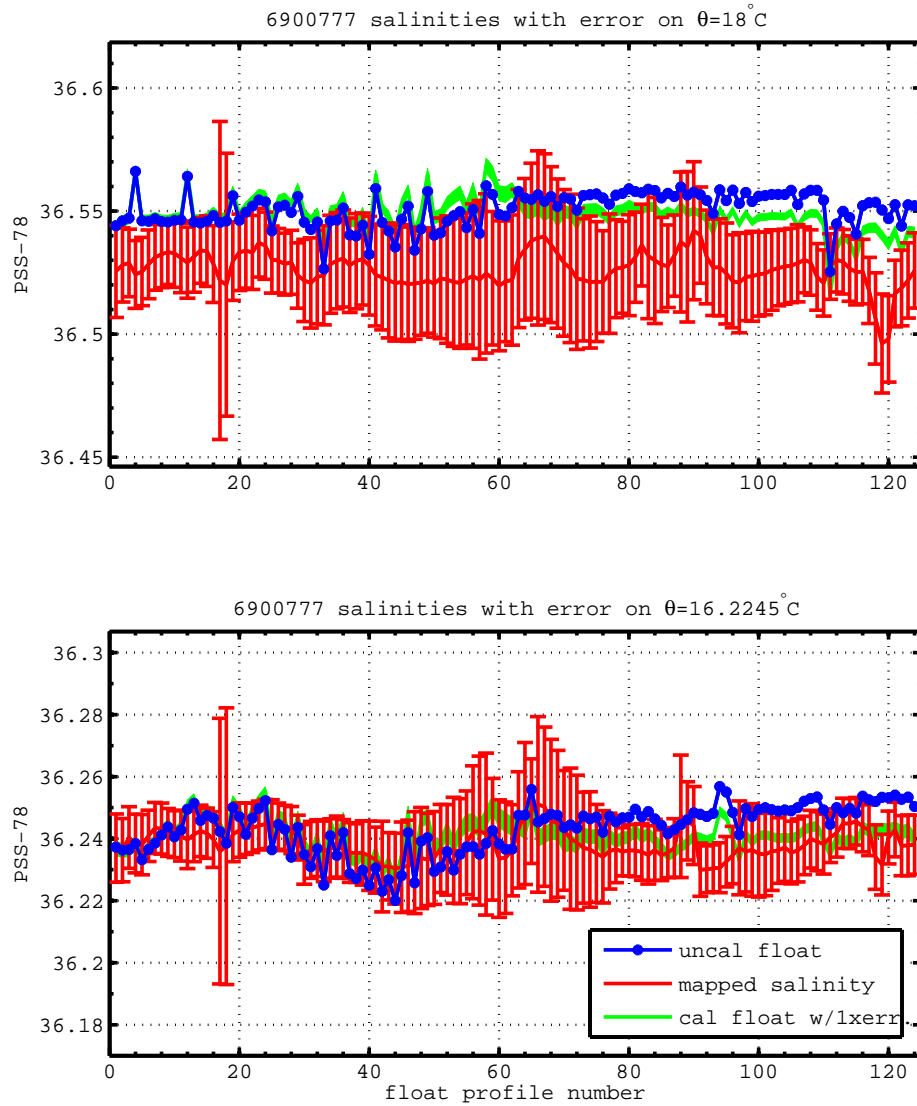 6900777 salinities with error on θ=18°C
PSS-78
36.6
36.55
36.5
36.45
0 20 40 60 80 100 120
6900777 salinities with error on θ=16.2245°C
PSS-78
36.3
36.28
36.26
36.24
36.22
36.2
36.18
uncal float
mapped salinity
cal float w/1xerr.
0 20 40 60 80 100 120
float profile number